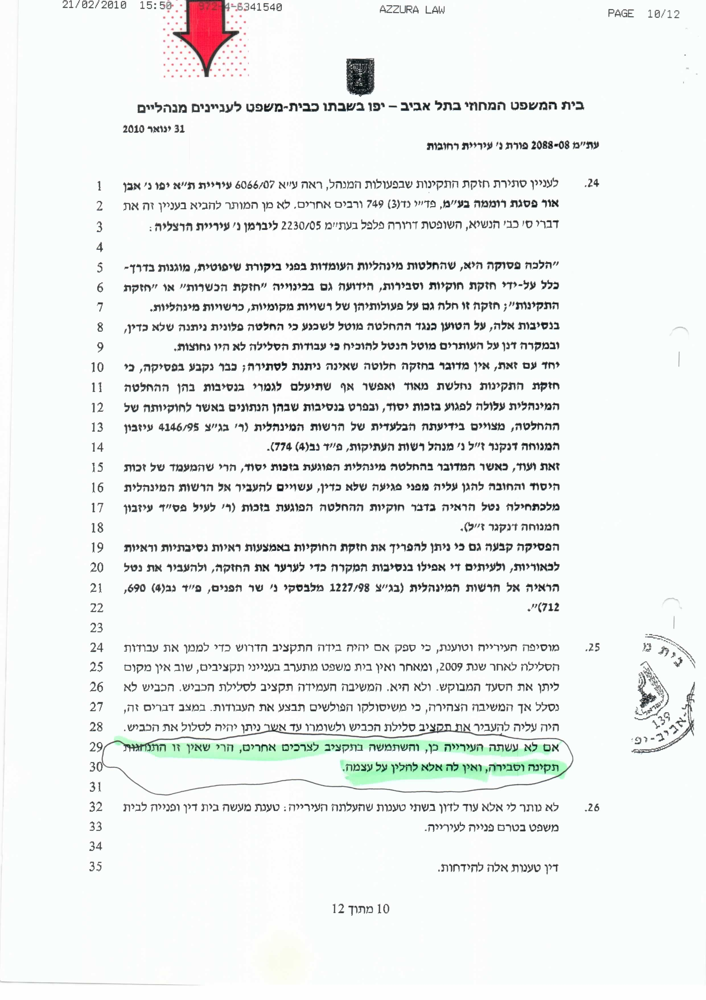 21/02/2010 15:50 972-4-6341540 AZZURA LAW PAGE 10/12
בית המשפט המחוזי בתל אביב – יפו בשבתו כבית-משפט לעניינים מנהליים
31 ינואר 2010
עת״מ 2088-08 פורת נ׳ עיריית רחובות
24. לעניין סתירת חזקת התקינות שבפעולות המנהל, ראה ע״א 6066/07 עיריית ת״א יפו נ׳ אבן 1
אור פסגת רוממה בע״מ, פד״י נד(3) 749 ורבים אחרים. לא מן המותר להביא בעניין זה את 2
דברי ס׳ כב׳ הנשיא, השופטת דרורה פלפל בעת״מ 2230/05 ליברמן נ׳ עיריית הרצליה: 3
4
״הלכה פסוקה היא, שהחלטות מינהליות העומדות בפני ביקורת שיפוטית, מוגנות בדרך- 5
כלל על-ידי חזקת חוקיות וסבירות, הידועה גם בכינוייה ״חזקת הכשרות״ או ״חזקת 6
התקינות״; חזקה זו חלה גם על פעולותיהן של רשויות מקומיות, כרשויות מינהליות. 7
בנסיבות אלה, על הטוען כנגד ההחלטה מוטל לשכנע כי החלטה פלונית ניתנה שלא כדין, 8
ובמקרה דנן על העותרים מוטל הנטל להוכיח כי עבודות הסלילה לא היו נחוצות. 9
יחד עם זאת, אין מדובר בחזקה חלוטה שאינה ניתנת לסתירה; כבר נקבע בפסיקה, כי 10
חזקת התקינות נחלשת מאוד ואפשר אף שתיעלם לגמרי בנסיבות בהן ההחלטה 11
המינהלית עלולה לפגוע בזכות יסוד, ובפרט בנסיבות שבהן הנתונים באשר לחוקיותה של 12
ההחלטה, מצויים בידיעתה הבלעדית של הרשות המינהלית (ר׳ בג״צ 4146/95 עיזבון 13
המנוחה דנקנר ז״ל נ׳ מנהל רשות העתיקות, פ״ד נב(4) 774). 14
זאת ועוד, כאשר המדובר בהחלטה מינהלית הפוגעת בזכות יסוד, הרי שהמעמד של זכות 15
היסוד והחובה להגן עליה מפני פגיעה שלא כדין, עשויים להעביר אל הרשות המינהלית 16
מלכתחילה נטל הראיה בדבר חוקיות ההחלטה הפוגעת בזכות (ר׳ לעיל פס״ד עיזבון 17
המנוחה דנקנר ז״ל). 18
הפסיקה קבעה גם כי ניתן להפריך את חזקת החוקיות באמצעות ראיות נסיבתיות וראיות 19
לכאוריות, ולעיתים די אפילו בנסיבות המקרה כדי לערער את החזקה, ולהעביר את נטל 20
הראיה אל הרשות המינהלית (בג״צ 1227/98 מלבסקי נ׳ שר הפנים, פ״ד נב(4) 690, 21
712)״. 22
23
25. מוסיפה העירייה וטוענת, כי ספק אם יהיה בידה התקציב הדרוש כדי לממן את עבודות 24
הסלילה לאחר שנת 2009, ומאחר ואין בית משפט מתערב בענייני תקציבים, שוב אין מקום 25
ליתן את הסעד המבוקש. ולא היא. המשיבה העמידה תקציב לסלילת הכביש. הכביש לא 26
נסלל אך המשיבה הצהירה, כי משיסולקו הפולשים תבצע את העבודות. במצב דברים זה, 27
היה עליה להעביר את תקציב סלילת הכביש ולשומרו עד אשר ניתן יהיה לסלול את הכביש. 28
אם לא עשתה העירייה כן, והשתמשה בתקציב לצרכים אחרים, הרי שאין זו התנהגות 29
תקינה וסבירה, ואין לה אלא להלין על עצמה. 30
31
26. לא נותר לי אלא עוד לדון בשתי טענות שהעלתה העירייה: טענת מעשה בית דין ופנייה לבית 32
משפט בטרם פנייה לעירייה. 33
34
דין טענות אלה להידחות. 35
10 מתוך 12
בית מ
ישראל
139
תל-אביב-יפו